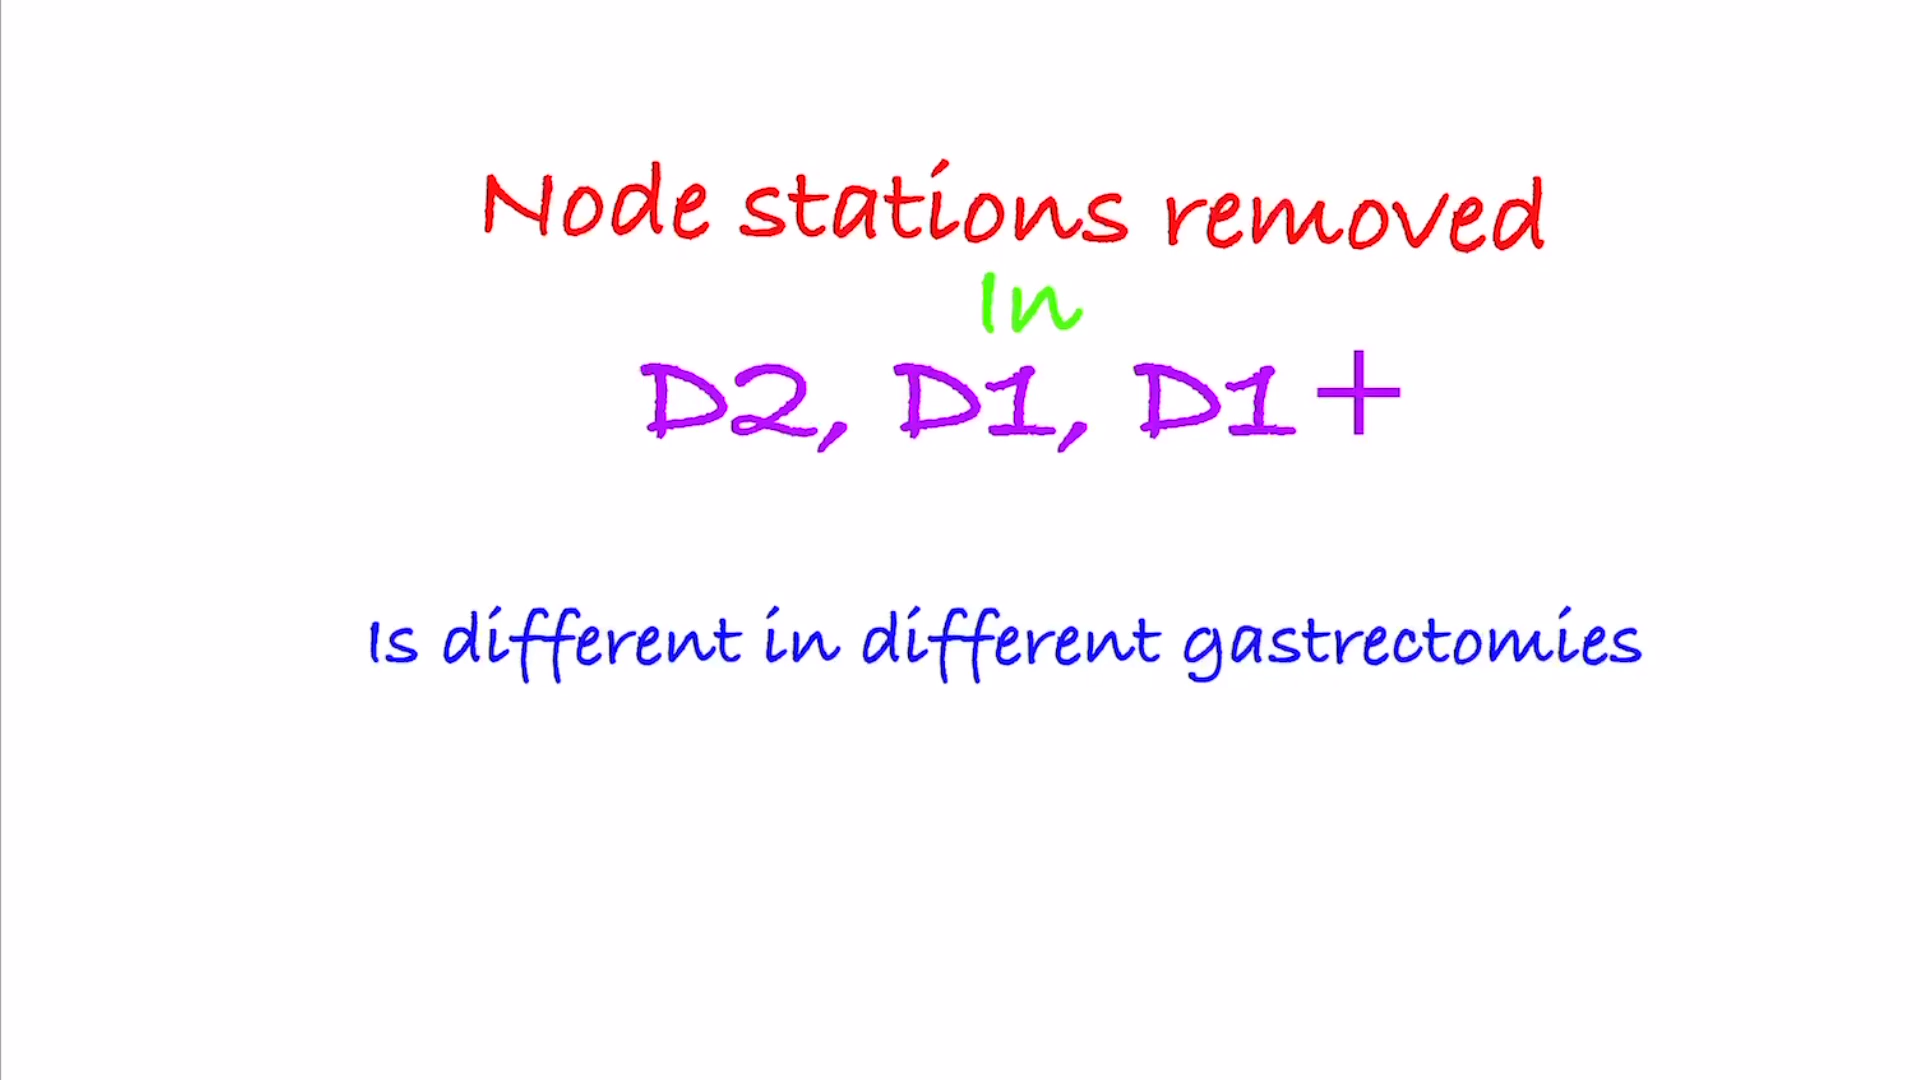 Node stations removed
In
D2, D1, D1+
Is different in different gastrectomies